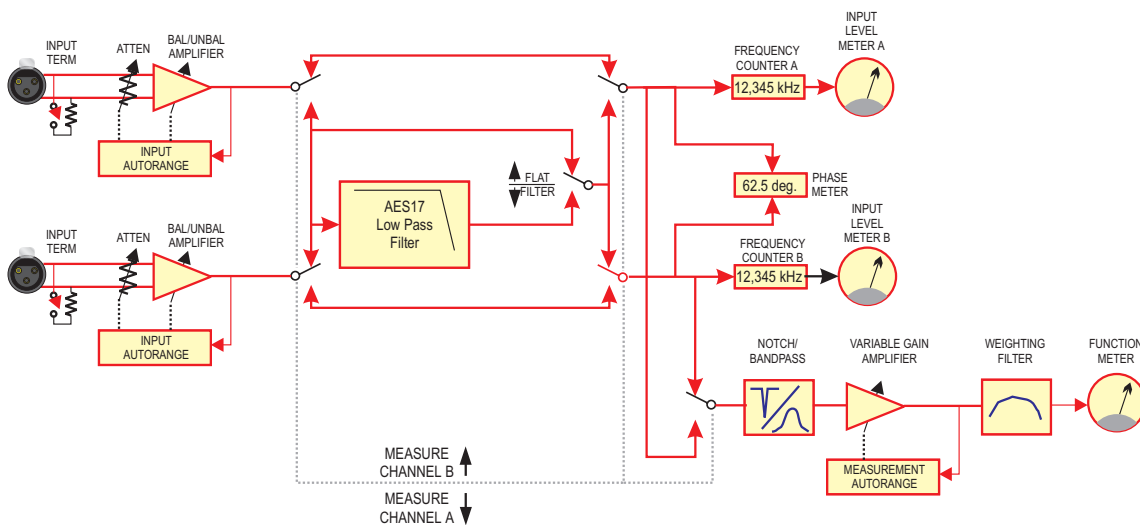 INPUT
TERM
ATTEN
BAL/UNBAL
AMPLIFIER
INPUT
AUTORANGE
FREQUENCY
COUNTER A
12,345 kHz
INPUT
LEVEL
METER A
AES17
Low Pass
Filter
FLAT
FILTER
62.5 deg.
PHASE
METER
INPUT
TERM
ATTEN
BAL/UNBAL
AMPLIFIER
INPUT
AUTORANGE
FREQUENCY
COUNTER B
12,345 kHz
INPUT
LEVEL
METER B
NOTCH/
BANDPASS
VARIABLE GAIN
AMPLIFIER
WEIGHTING
FILTER
FUNCTION
METER
MEASUREMENT
AUTORANGE
MEASURE
CHANNEL B
MEASURE
CHANNEL A